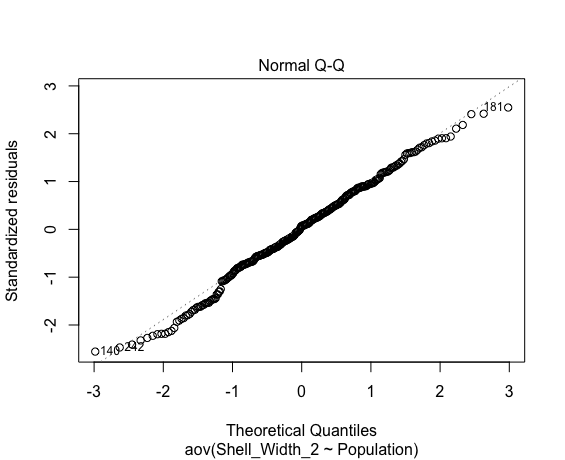 Normal Q-Q
Standardized residuals
3
2
1
0
-1
-2
181
140
242
-3 -2 -1 0 1 2 3
Theoretical Quantiles
aov(Shell_Width_2 ~ Population)